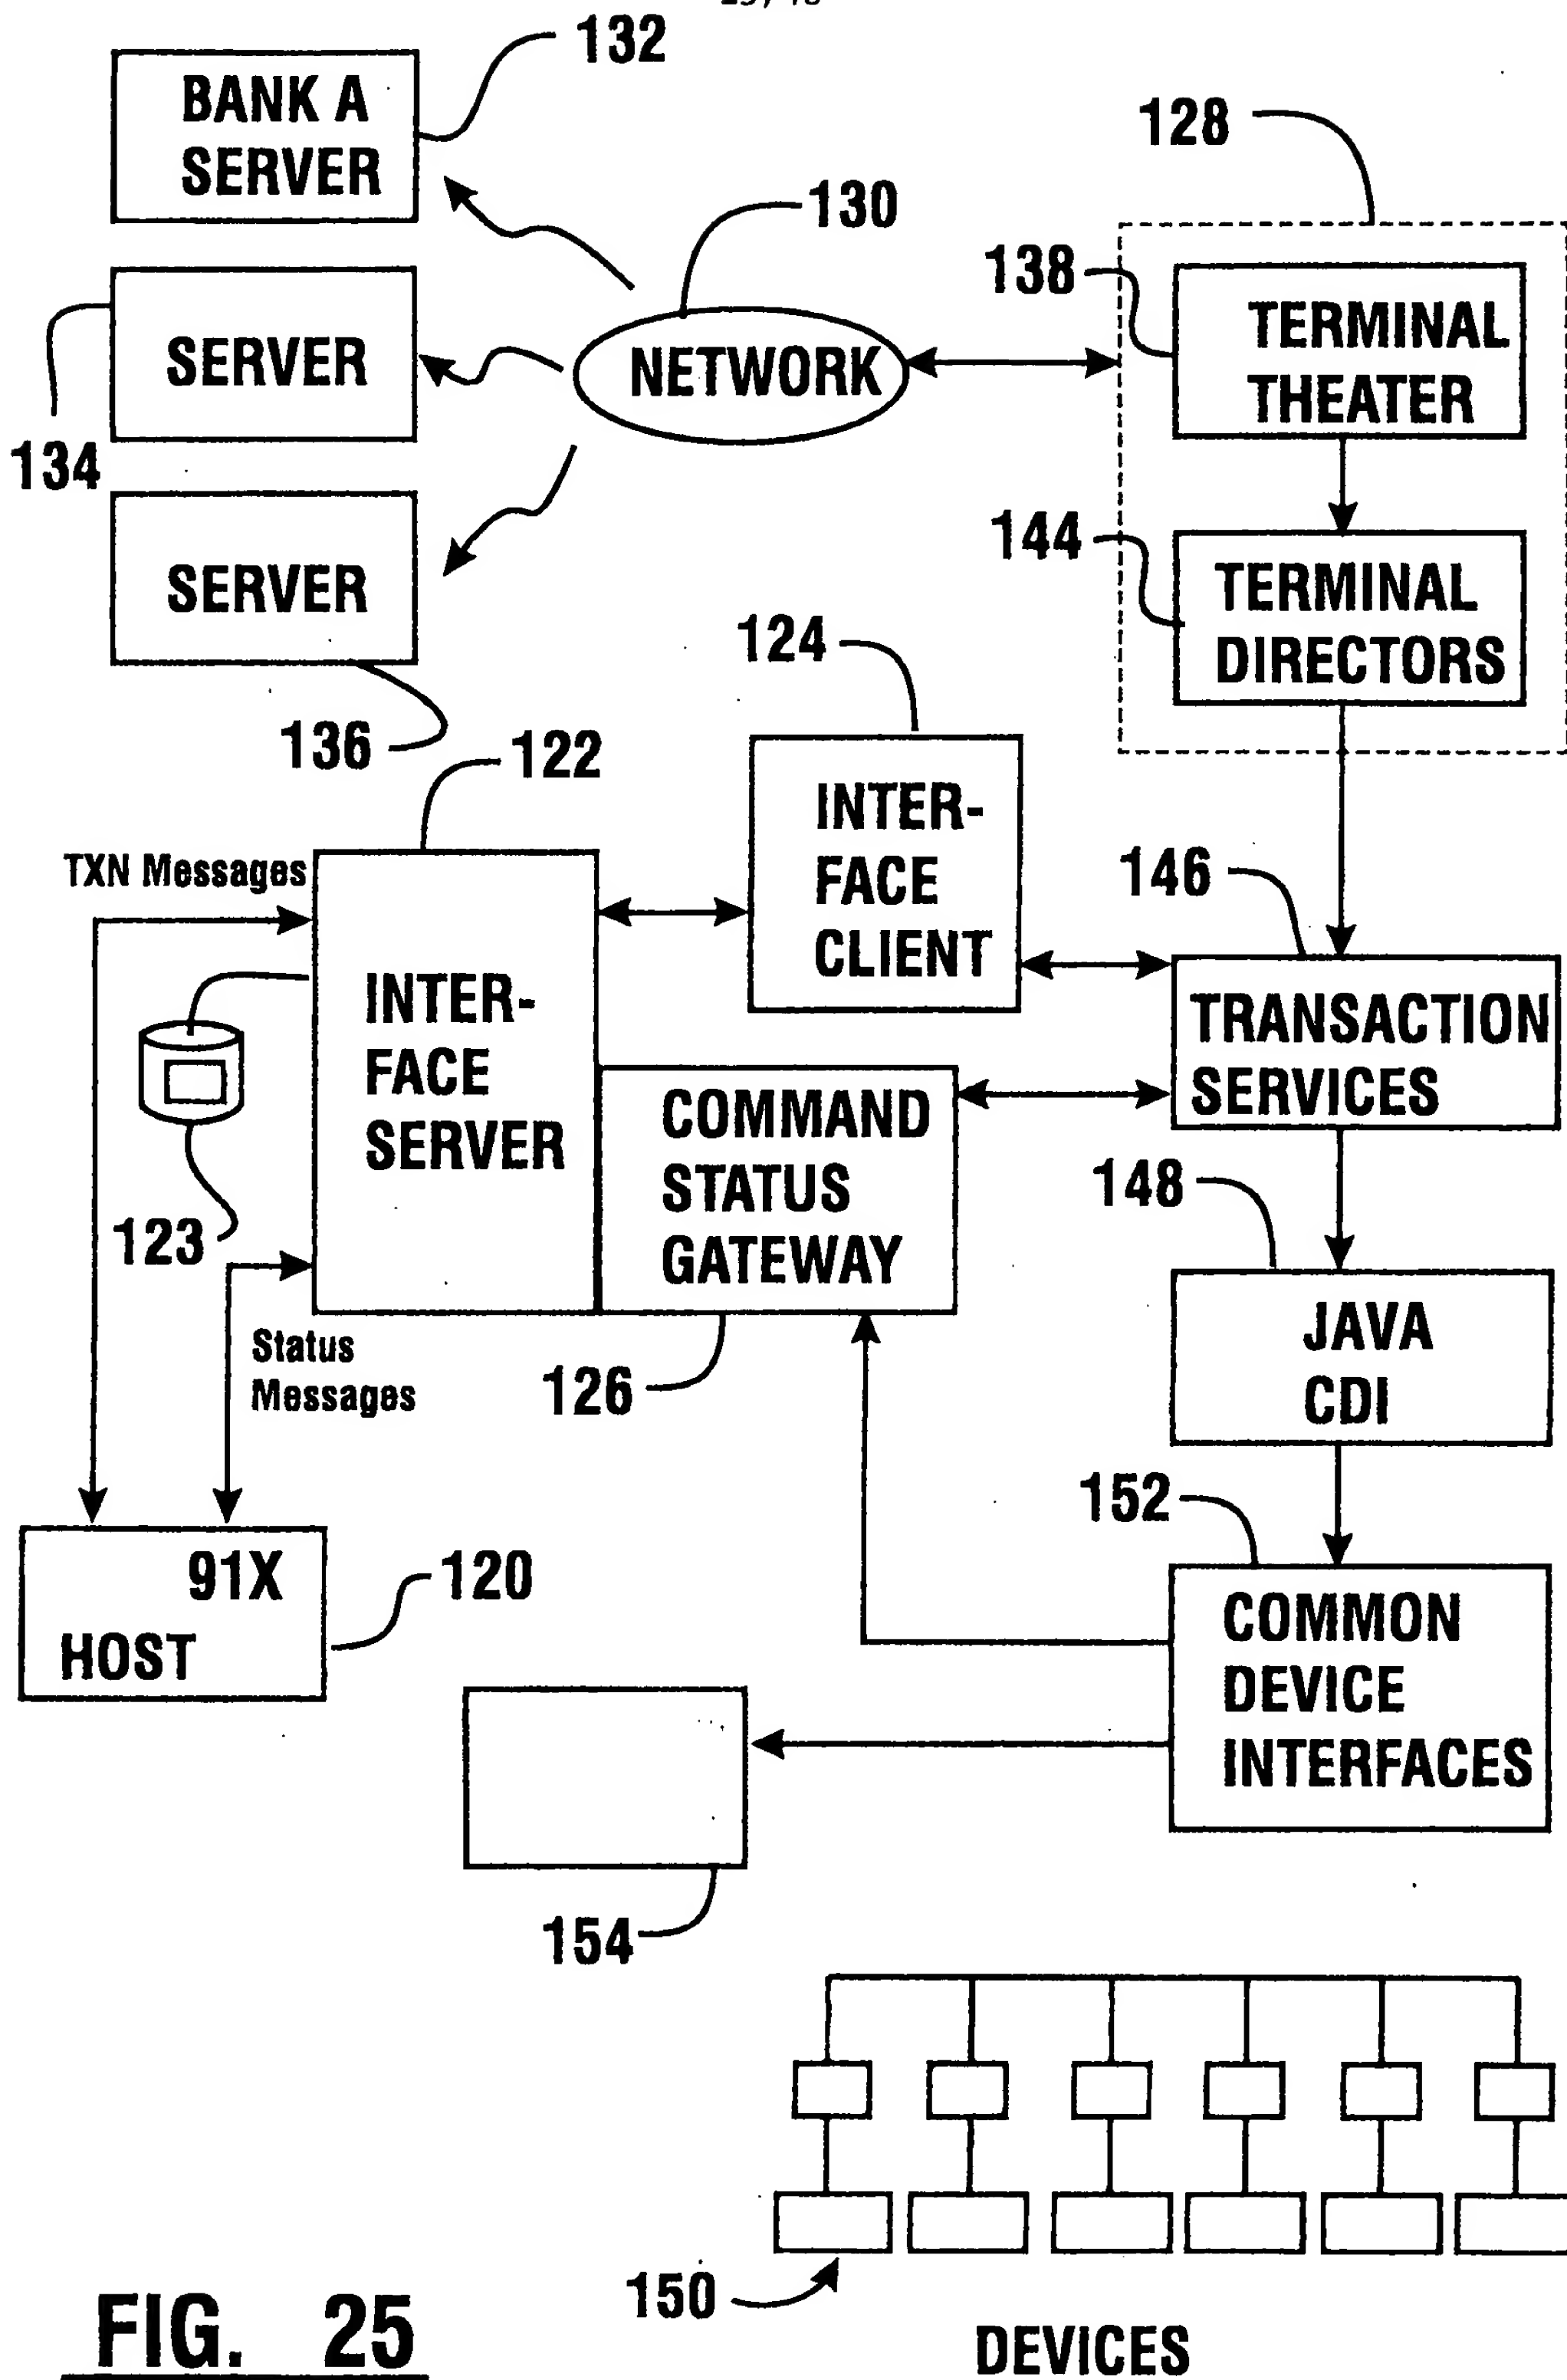 132
BANK A
SERVER
128
130
138
TERMINAL
THEATER
SERVER
NETWORK
134
144
TERMINAL
DIRECTORS
SERVER
124
136
122
INTER-
FACE
CLIENT
TXN Messages
146
INTER-
FACE
SERVER
TRANSACTION
SERVICES
COMMAND
STATUS
GATEWAY
123
148
Status
Messages
126
JAVA
CDI
152
91X
HOST
120
COMMON
DEVICE
INTERFACES
154
150
DEVICES
FIG. 25